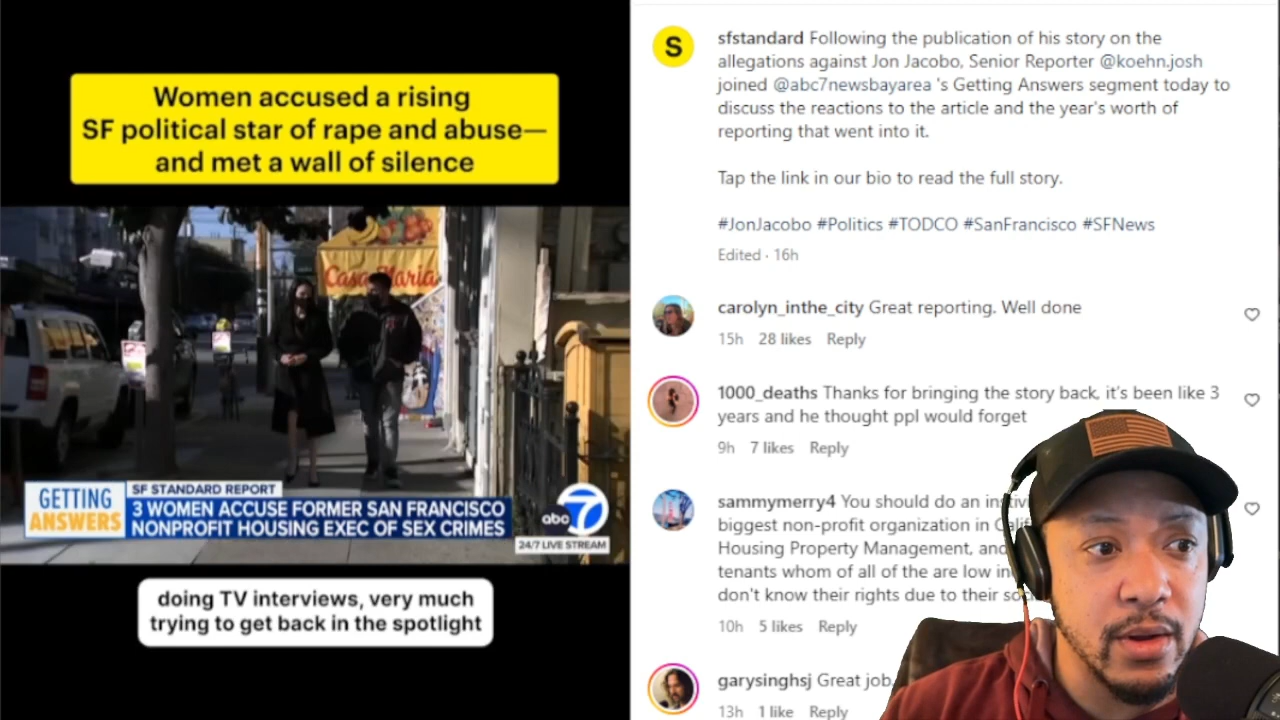 Women accused a rising
SF political star of rape and abuse—
and met a wall of silence
Casa Maria
GETTING
ANSWERS
SF STANDARD REPORT
3 WOMEN ACCUSE FORMER SAN FRANCISCO
NONPROFIT HOUSING EXEC OF SEX CRIMES
abc 7
24/7 LIVE STREAM
doing TV interviews, very much
trying to get back in the spotlight
S
sfstandard Following the publication of his story on the
allegations against Jon Jacobo, Senior Reporter @koehn.josh
joined @abc7newsbayarea 's Getting Answers segment today to
discuss the reactions to the article and the year's worth of
reporting that went into it.
Tap the link in our bio to read the full story.
#JonJacobo #Politics #TODCO #SanFrancisco #SFNews
Edited · 16h
carolyn_inthe_city Great reporting. Well done
15h 28 likes Reply
1000_deaths Thanks for bringing the story back, it's been like 3
years and he thought ppl would forget
9h 7 likes Reply
sammymerry4 You should do an
biggest non-profit organization in
Housing Property Management, and
tenants whom of all of the are low
don't know their rights due to their
10h 5 likes Reply
garysinghsj Great job.
13h 1 like Reply